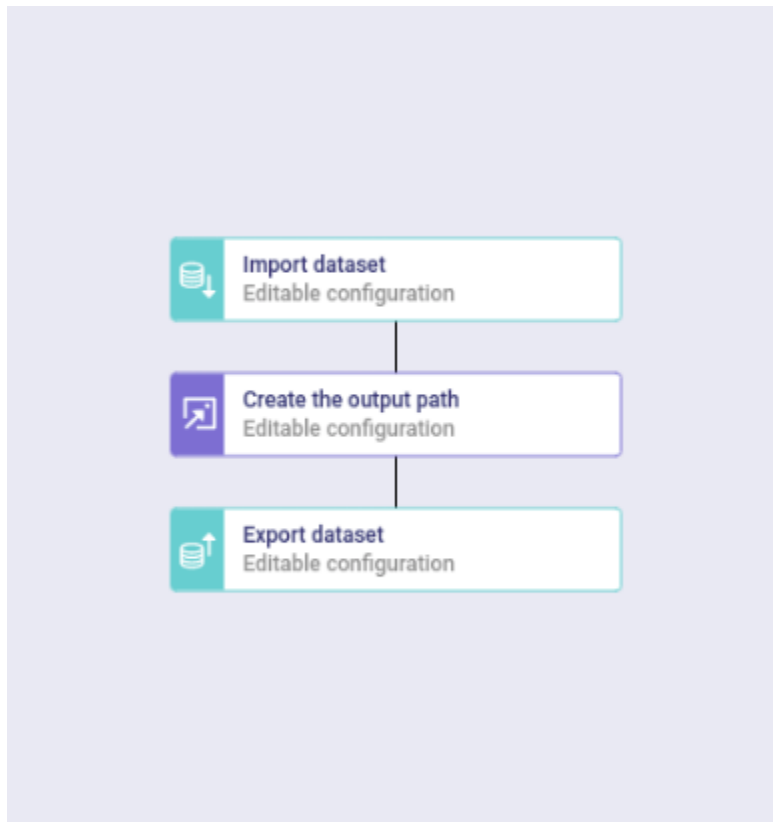 Import dataset
Editable configuration
Create the output path
Editable configuration
Export dataset
Editable configuration